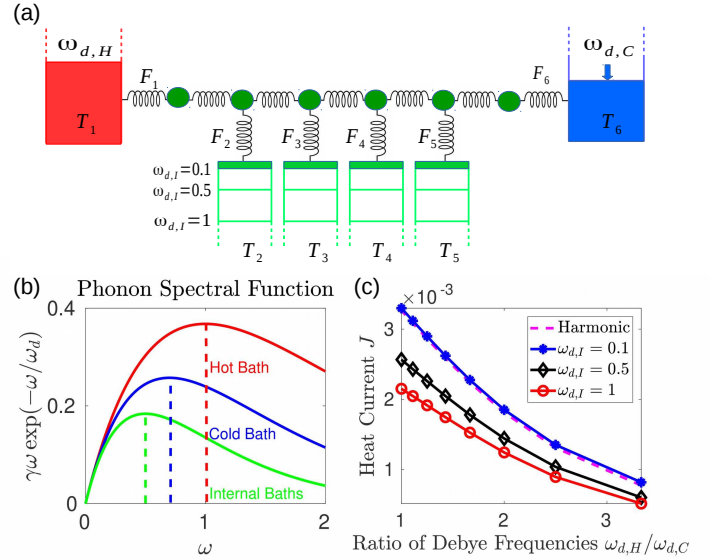 (a)
ω_{d,H}
ω_{d,C}
F_1
F_6
T_1
T_6
F_2
F_3
F_4
F_5
ω_{d,I}=0.1
ω_{d,I}=0.5
ω_{d,I}=1
T_2
T_3
T_4
T_5
(b)
Phonon Spectral Function
γω exp(−ω/ω_d)
0.4
0.2
0
Hot Bath
Cold Bath
Internal Baths
0
1
2
ω
(c)
×10^{-3}
Heat Current J
3
2
1
Harmonic
ω_{d,I} = 0.1
ω_{d,I} = 0.5
ω_{d,I} = 1
1
2
3
Ratio of Debye Frequencies ω_{d,H}/ω_{d,C}